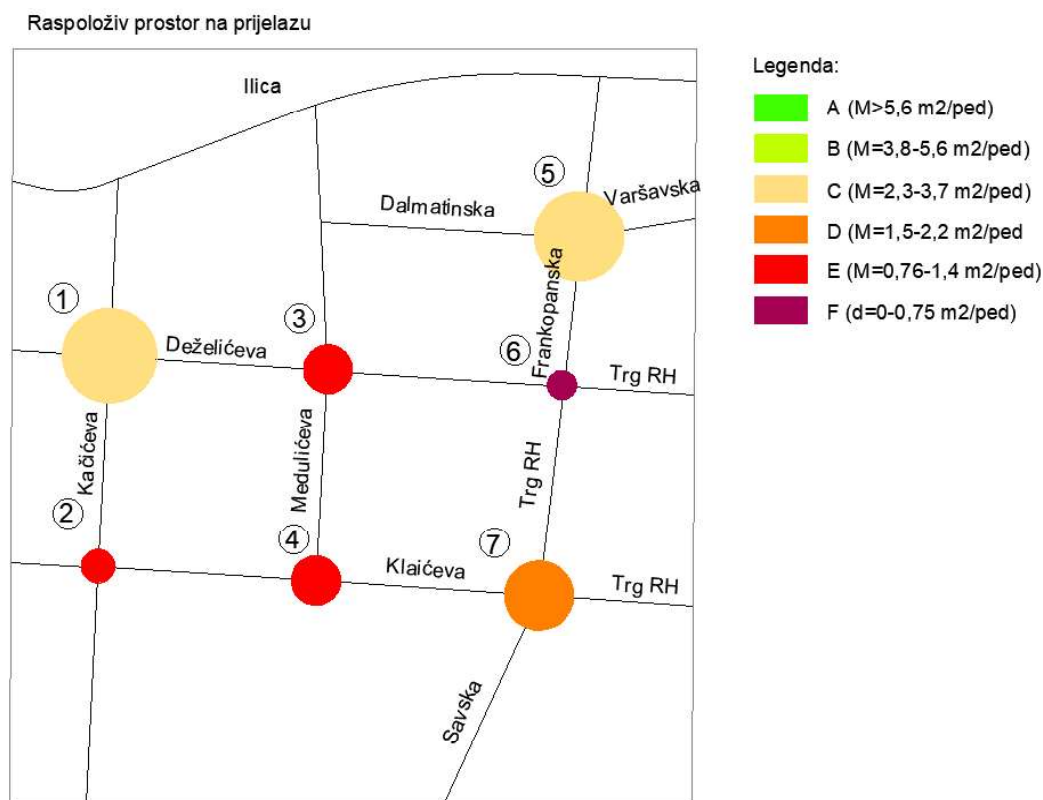 Raspoloživ prostor na prijelazu
Ilica
Legenda:
A (M>5,6 m2/ped)
B (M=3,8-5,6 m2/ped)
C (M=2,3-3,7 m2/ped)
D (M=1,5-2,2 m2/ped
E (M=0,76-1,4 m2/ped)
F (d=0-0,75 m2/ped)
5
Dalmatinska
Varšavska
Frankopanska
1
Deželićeva
3
6
Trg RH
Kačićeva
Medulićeva
Trg RH
2
4
Klaićeva
7
Trg RH
Savska